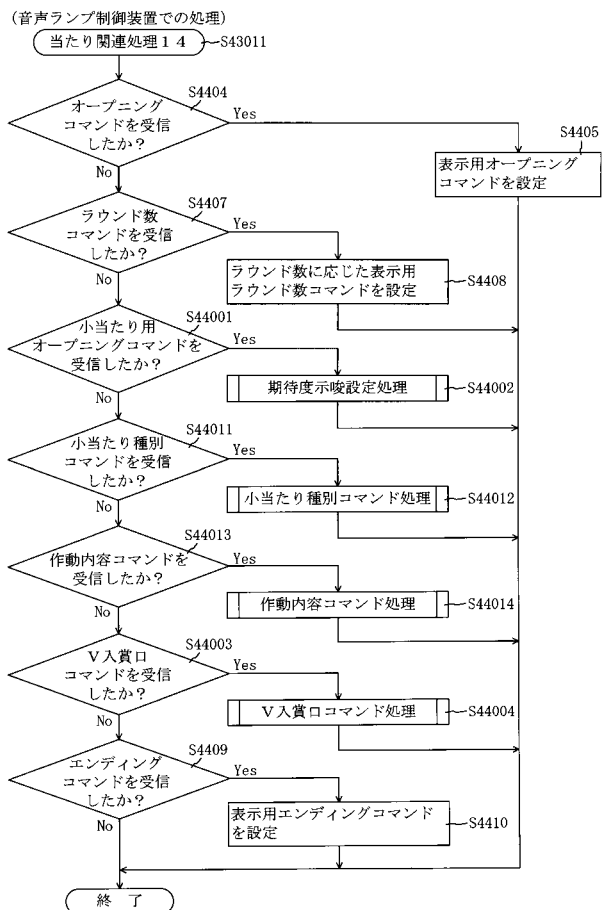 (音声ランプ制御装置での処理)
当たり関連処理14
S43011
S4404
オープニング
コマンドを受信
したか?
Yes
No
S4405
表示用オープニング
コマンドを設定
S4407
ラウンド数
コマンドを受信
したか?
Yes
No
ラウンド数に応じた表示用
ラウンド数コマンドを設定
S4408
S44001
小当たり用
オープニングコマンドを
受信したか?
Yes
No
期待度示唆設定処理
S44002
S44011
小当たり種別
コマンドを受信
したか?
Yes
No
小当たり種別コマンド処理
S44012
S44013
作動内容コマンドを
受信したか?
Yes
No
作動内容コマンド処理
S44014
S44003
V入賞口
コマンドを受信
したか?
Yes
No
V入賞口コマンド処理
S44004
S4409
エンディング
コマンドを受信
したか?
Yes
No
表示用エンディングコマンド
を設定
S4410
終 了